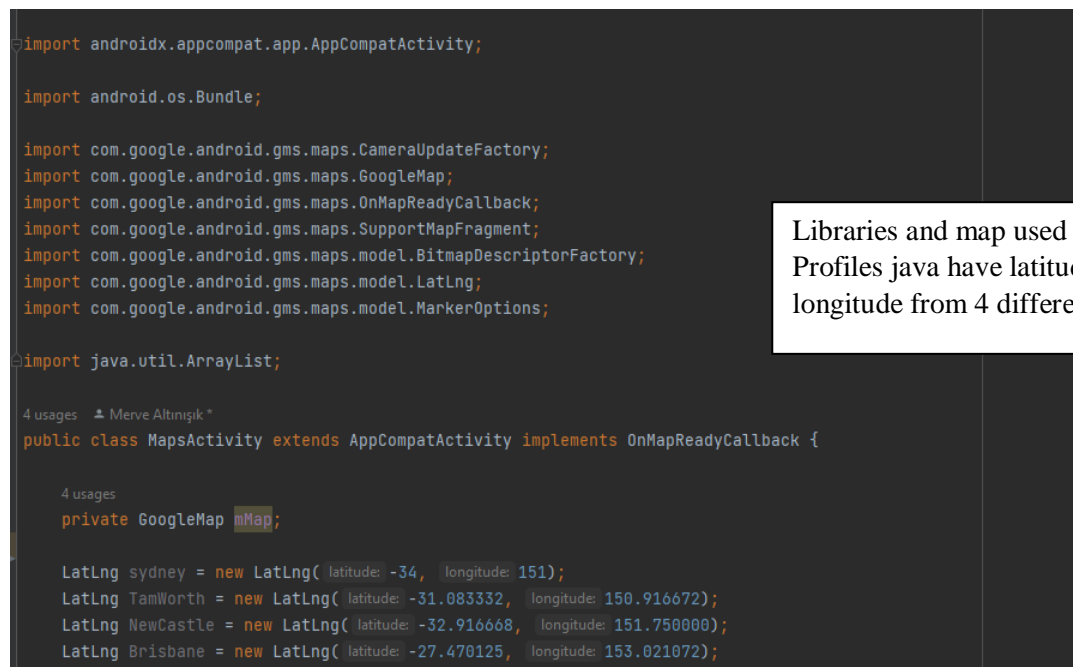 import androidx.appcompat.app.AppCompatActivity;
import android.os.Bundle;
import com.google.android.gms.maps.CameraUpdateFactory;
import com.google.android.gms.maps.GoogleMap;
import com.google.android.gms.maps.OnMapReadyCallback;
import com.google.android.gms.maps.SupportMapFragment;
import com.google.android.gms.maps.model.BitmapDescriptorFactory;
import com.google.android.gms.maps.model.LatLng;
import com.google.android.gms.maps.model.MarkerOptions;
import java.util.ArrayList;
4 usages Merve Altınışık *
public class MapsActivity extends AppCompatActivity implements OnMapReadyCallback {
4 usages
private GoogleMap mMap;
LatLng sydney = new LatLng( latitude: -34, longitude: 151);
LatLng TamWorth = new LatLng( latitude: -31.083332, longitude: 150.916672);
LatLng NewCastle = new LatLng( latitude: -32.916668, longitude: 151.750000);
LatLng Brisbane = new LatLng( latitude: -27.470125, longitude: 153.021072);
Libraries and map used
Profiles java have
longitude from 4